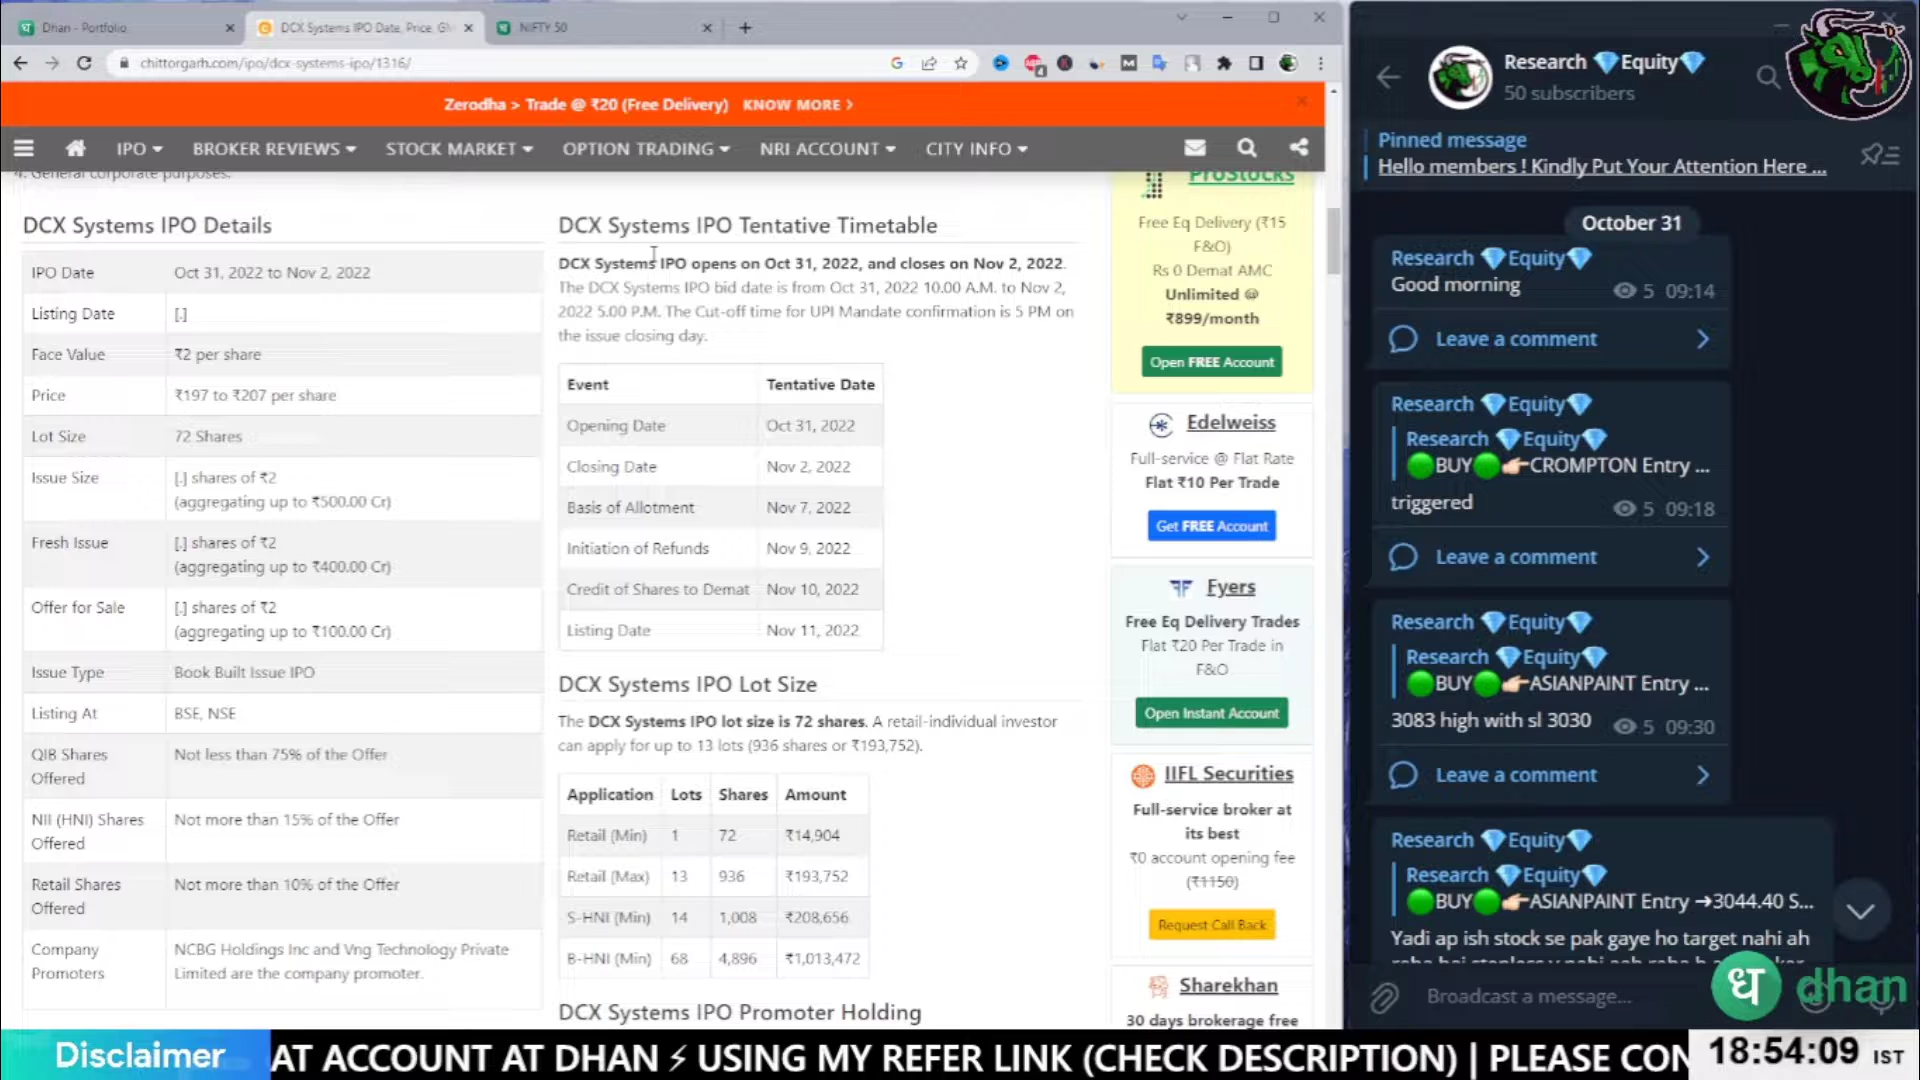 Dhan - Portfolio
DCX Systems IPO Date, Price, GM
NIFTY 50
chittorgarh.com/ipo/dcx-systems-ipo/1316/
Zerodha > Trade @ ₹20 (Free Delivery) KNOW MORE >
IPO
BROKER REVIEWS
STOCK MARKET
OPTION TRADING
NRI ACCOUNT
CITY INFO
4. General corporate purposes.
DCX Systems IPO Details
IPO Date Oct 31, 2022 to Nov 2, 2022
Listing Date [.]
Face Value ₹2 per share
Price ₹197 to ₹207 per share
Lot Size 72 Shares
Issue Size [.] shares of ₹2
(aggregating up to ₹500.00 Cr)
Fresh Issue [.] shares of ₹2
(aggregating up to ₹400.00 Cr)
Offer for Sale [.] shares of ₹2
(aggregating up to ₹100.00 Cr)
Issue Type Book Built Issue IPO
Listing At BSE, NSE
QIB Shares Not less than 75% of the Offer
Offered
NII (HNI) Shares Not more than 15% of the Offer
Offered
Retail Shares Not more than 10% of the Offer
Offered
Company NCBG Holdings Inc and Vng Technology Private
Promoters Limited are the company promoter.
DCX Systems IPO Tentative Timetable
DCX Systems IPO opens on Oct 31, 2022, and closes on Nov 2, 2022.
The DCX Systems IPO bid date is from Oct 31, 2022 10.00 A.M. to Nov 2,
2022 5.00 P.M. The Cut-off time for UPI Mandate confirmation is 5 PM on
the issue closing day.
Event Tentative Date
Opening Date Oct 31, 2022
Closing Date Nov 2, 2022
Basis of Allotment Nov 7, 2022
Initiation of Refunds Nov 9, 2022
Credit of Shares to Demat Nov 10, 2022
Listing Date Nov 11, 2022
DCX Systems IPO Lot Size
The DCX Systems IPO lot size is 72 shares. A retail-individual investor
can apply for up to 13 lots (936 shares or ₹193,752).
Application Lots Shares Amount
Retail (Min) 1 72 ₹14,904
Retail (Max) 13 936 ₹193,752
S-HNI (Min) 14 1,008 ₹208,656
B-HNI (Min) 68 4,896 ₹1,013,472
DCX Systems IPO Promoter Holding
ProStocks
Free Eq Delivery (₹15
F&O)
Rs 0 Demat AMC
Unlimited @
₹899/month
Open FREE Account
Edelweiss
Full-service @ Flat Rate
Flat ₹10 Per Trade
Get FREE Account
Fyers
Free Eq Delivery Trades
Flat ₹20 Per Trade in
F&O
Open Instant Account
IIFL Securities
Full-service broker at
its best
₹0 account opening fee
(₹1150)
Request Call Back
Sharekhan
30 days brokerage free
Research 💎Equity💎
50 subscribers
Pinned message
Hello members ! Kindly Put Your Attention Here ...
October 31
Research 💎Equity💎
Good morning 5 09:14
Leave a comment
Research 💎Equity💎
Research 💎Equity💎
🟢BUY🟢👉CROMPTON Entry ...
triggered 5 09:18
Leave a comment
Research 💎Equity💎
Research 💎Equity💎
🟢BUY🟢👉ASIANPAINT Entry ...
3083 high with sl 3030 5 09:30
Leave a comment
Research 💎Equity💎
Research 💎Equity💎
🟢BUY🟢👉ASIANPAINT Entry ➔3044.40 S...
Yadi ap ish stock se pak gaye ho target nahi ah
Broadcast a message...
ध dhan
Disclaimer
AT ACCOUNT AT DHAN ⚡ USING MY REFER LINK (CHECK DESCRIPTION) | PLEASE CON
18:54:09 IST